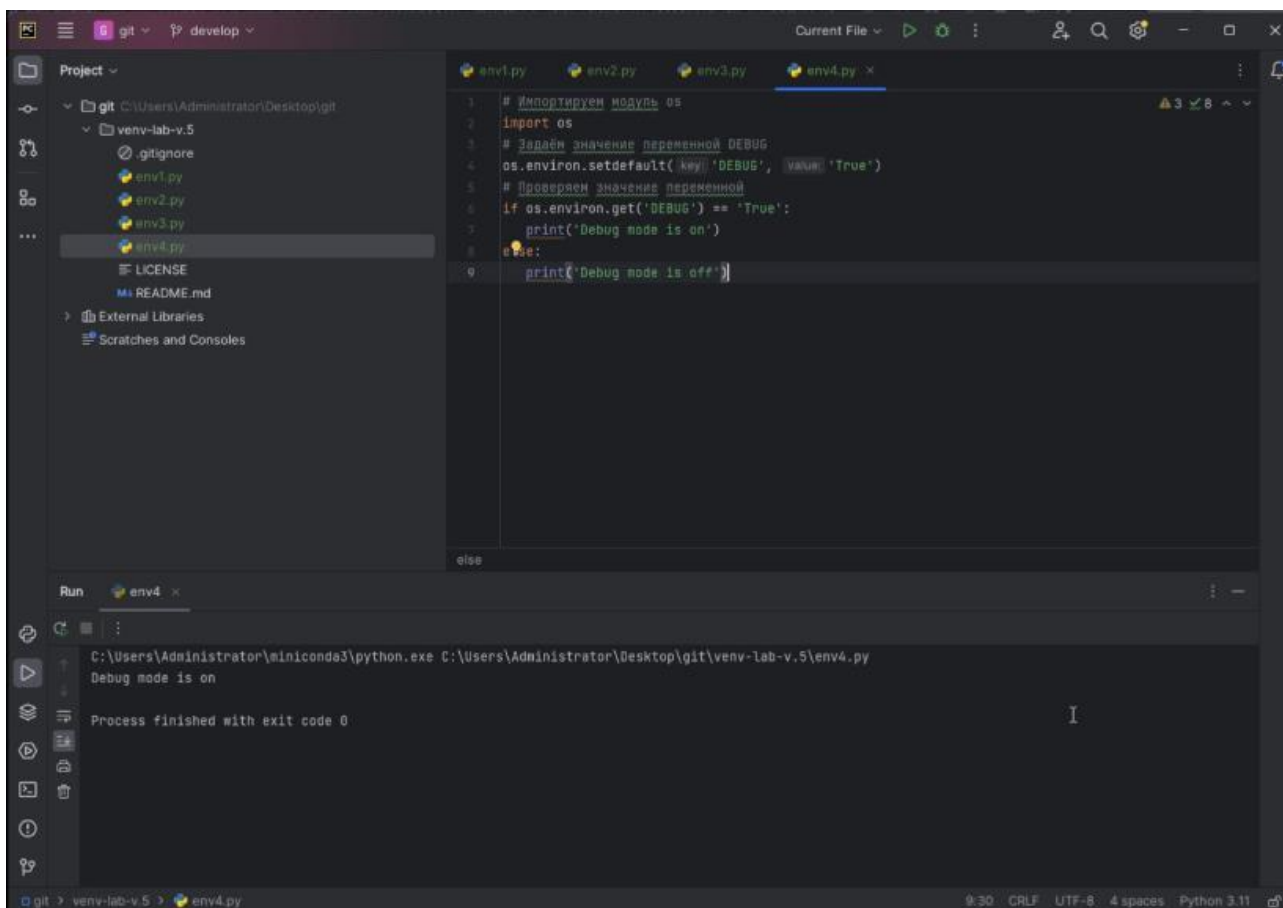 PC
G git develop
Current File
Project
env1.py env2.py env3.py env4.py
git C:\Users\Administrator\Desktop\git
venv-lab-v.5
.gitignore
env1.py
env2.py
env3.py
env4.py
LICENSE
README.md
External Libraries
Scratches and Consoles
3 8
1 # Импортируем модуль os
2 import os
3 # Задаём значение переменной DEBUG
4 os.environ.setdefault( key: 'DEBUG', value: 'True')
5 # Проверяем значение переменной
6 if os.environ.get('DEBUG') == 'True':
7 print('Debug mode is on')
8 else:
9 print('Debug mode is off')
else
Run env4
C:\Users\Administrator\miniconda3\python.exe C:\Users\Administrator\Desktop\git\venv-lab-v.5\env4.py
Debug mode is on
Process finished with exit code 0
git > venv-lab-v.5 > env4.py
9:30 CRLF UTF-8 4 spaces Python 3.11